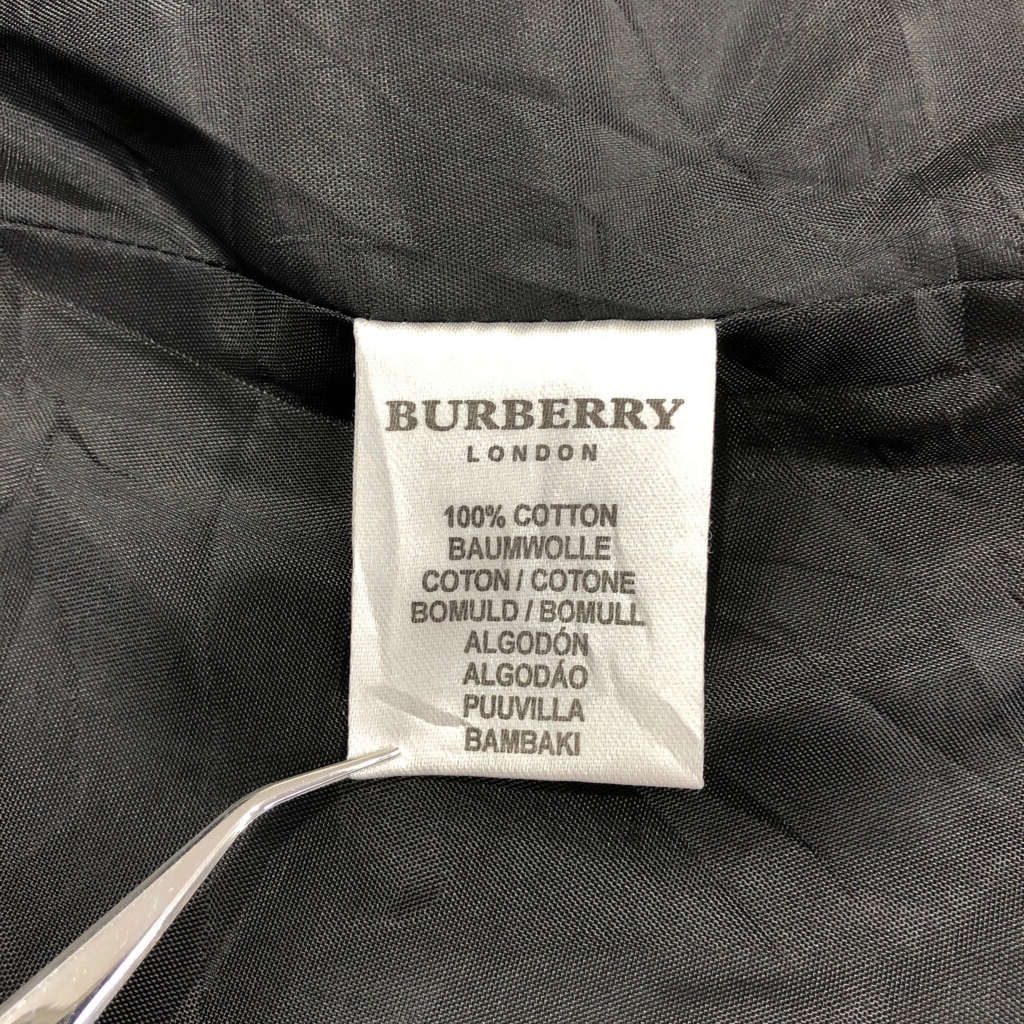 BURBERRY
LONDON
100% COTTON
BAUMWOLLE
COTON / COTONE
BOMULD / BOMULL
ALGODÓN
ALGODÁO
PUUVILLA
BAMBAKI